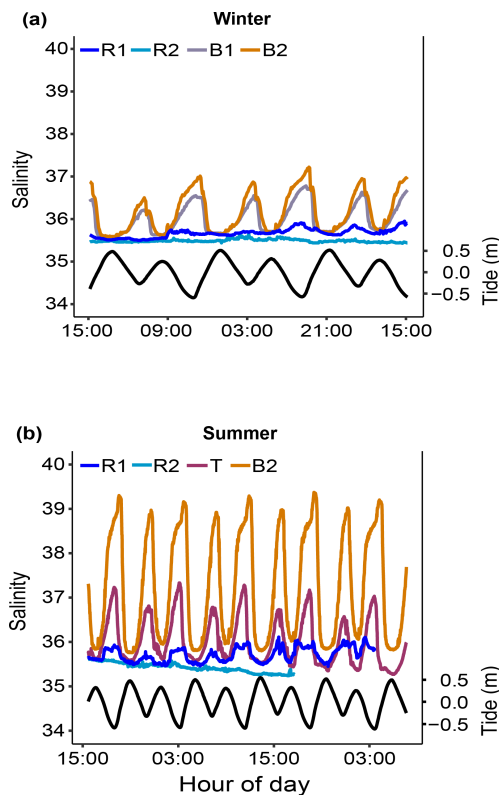 (a) Winter
40
R1 R2 B1 B2
39
38
37
36
35
34
Salinity
0.5
0.0
−0.5
Tide (m)
15:00 09:00 03:00 21:00 15:00
(b) Summer
40
R1 R2 T B2
39
38
37
36
35
34
Salinity
0.5
0.0
−0.5
Tide (m)
15:00 03:00 15:00 03:00
Hour of day